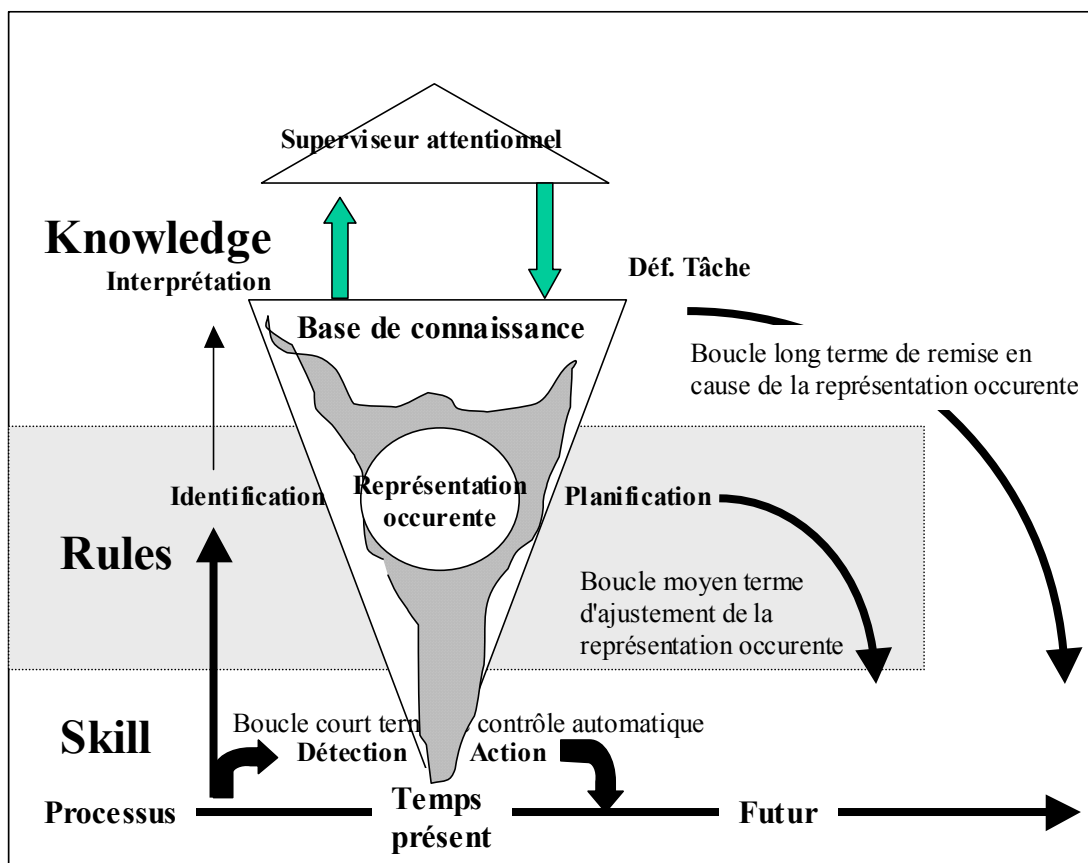 Superviseur attentionnel
Knowledge
Interprétation
Déf. Tâche
Base de connaissance
Boucle long terme de remise en
cause de la représentation occurente
Identification
Représentation
occurente
Planification
Rules
Boucle moyen terme
d'ajustement de la
représentation occurente
Skill
Boucle court contrôle automatique
Détection
Action
Processus
Temps
présent
Futur